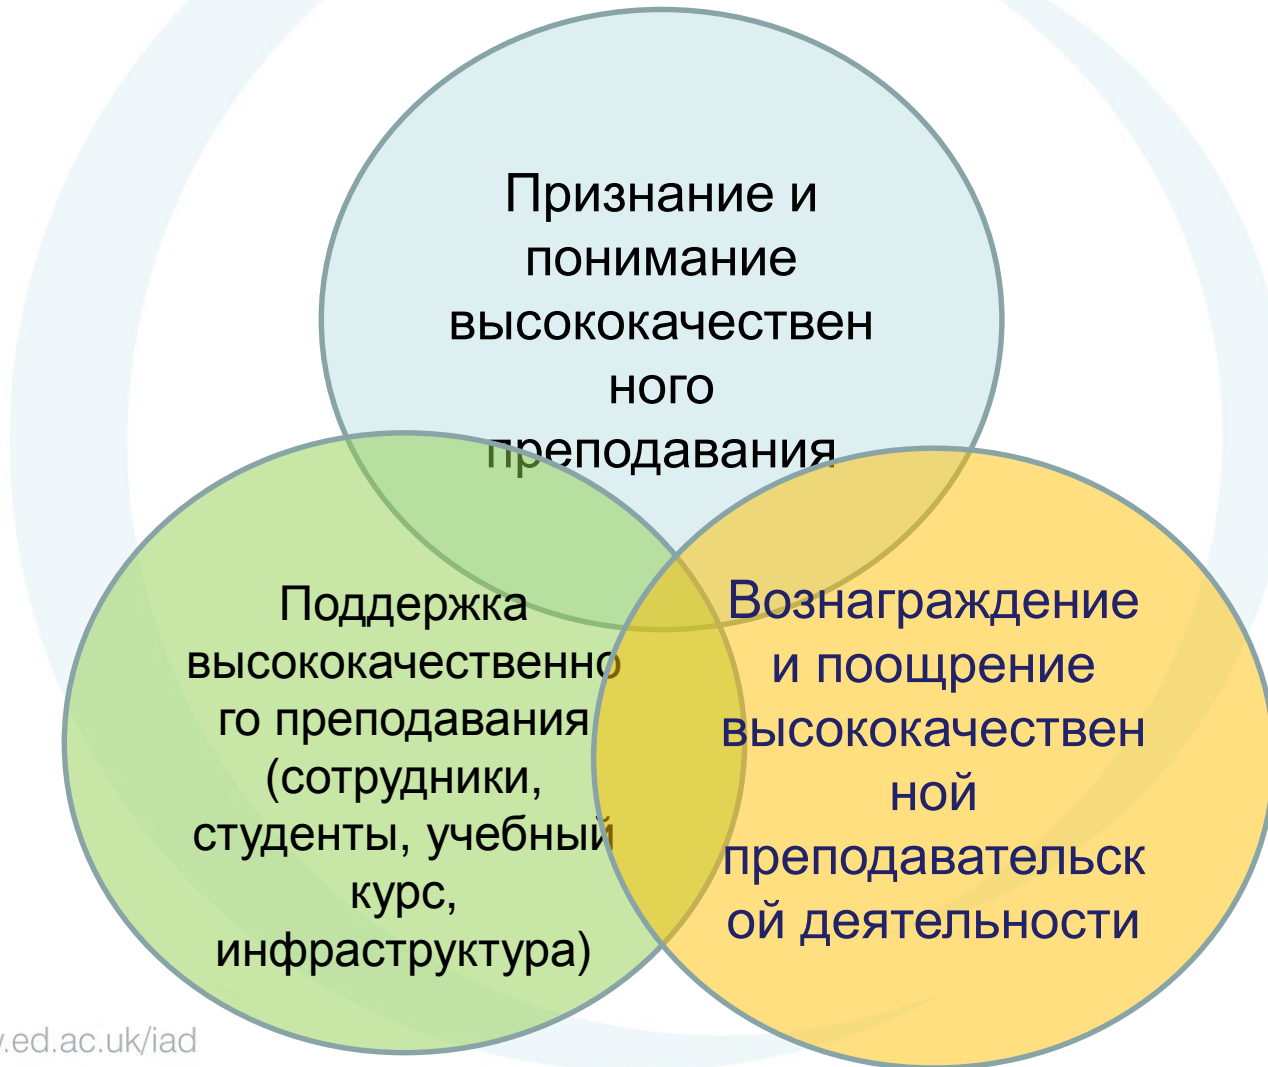 Признание и
понимание
высококачествен
ного
преподавания
Поддержка
высококачественно
го преподавания
(сотрудники,
студенты, учебный
курс,
инфраструктура)
Вознаграждение
и поощрение
высококачествен
ной
преподавательск
ой деятельности
.ed.ac.uk/iad